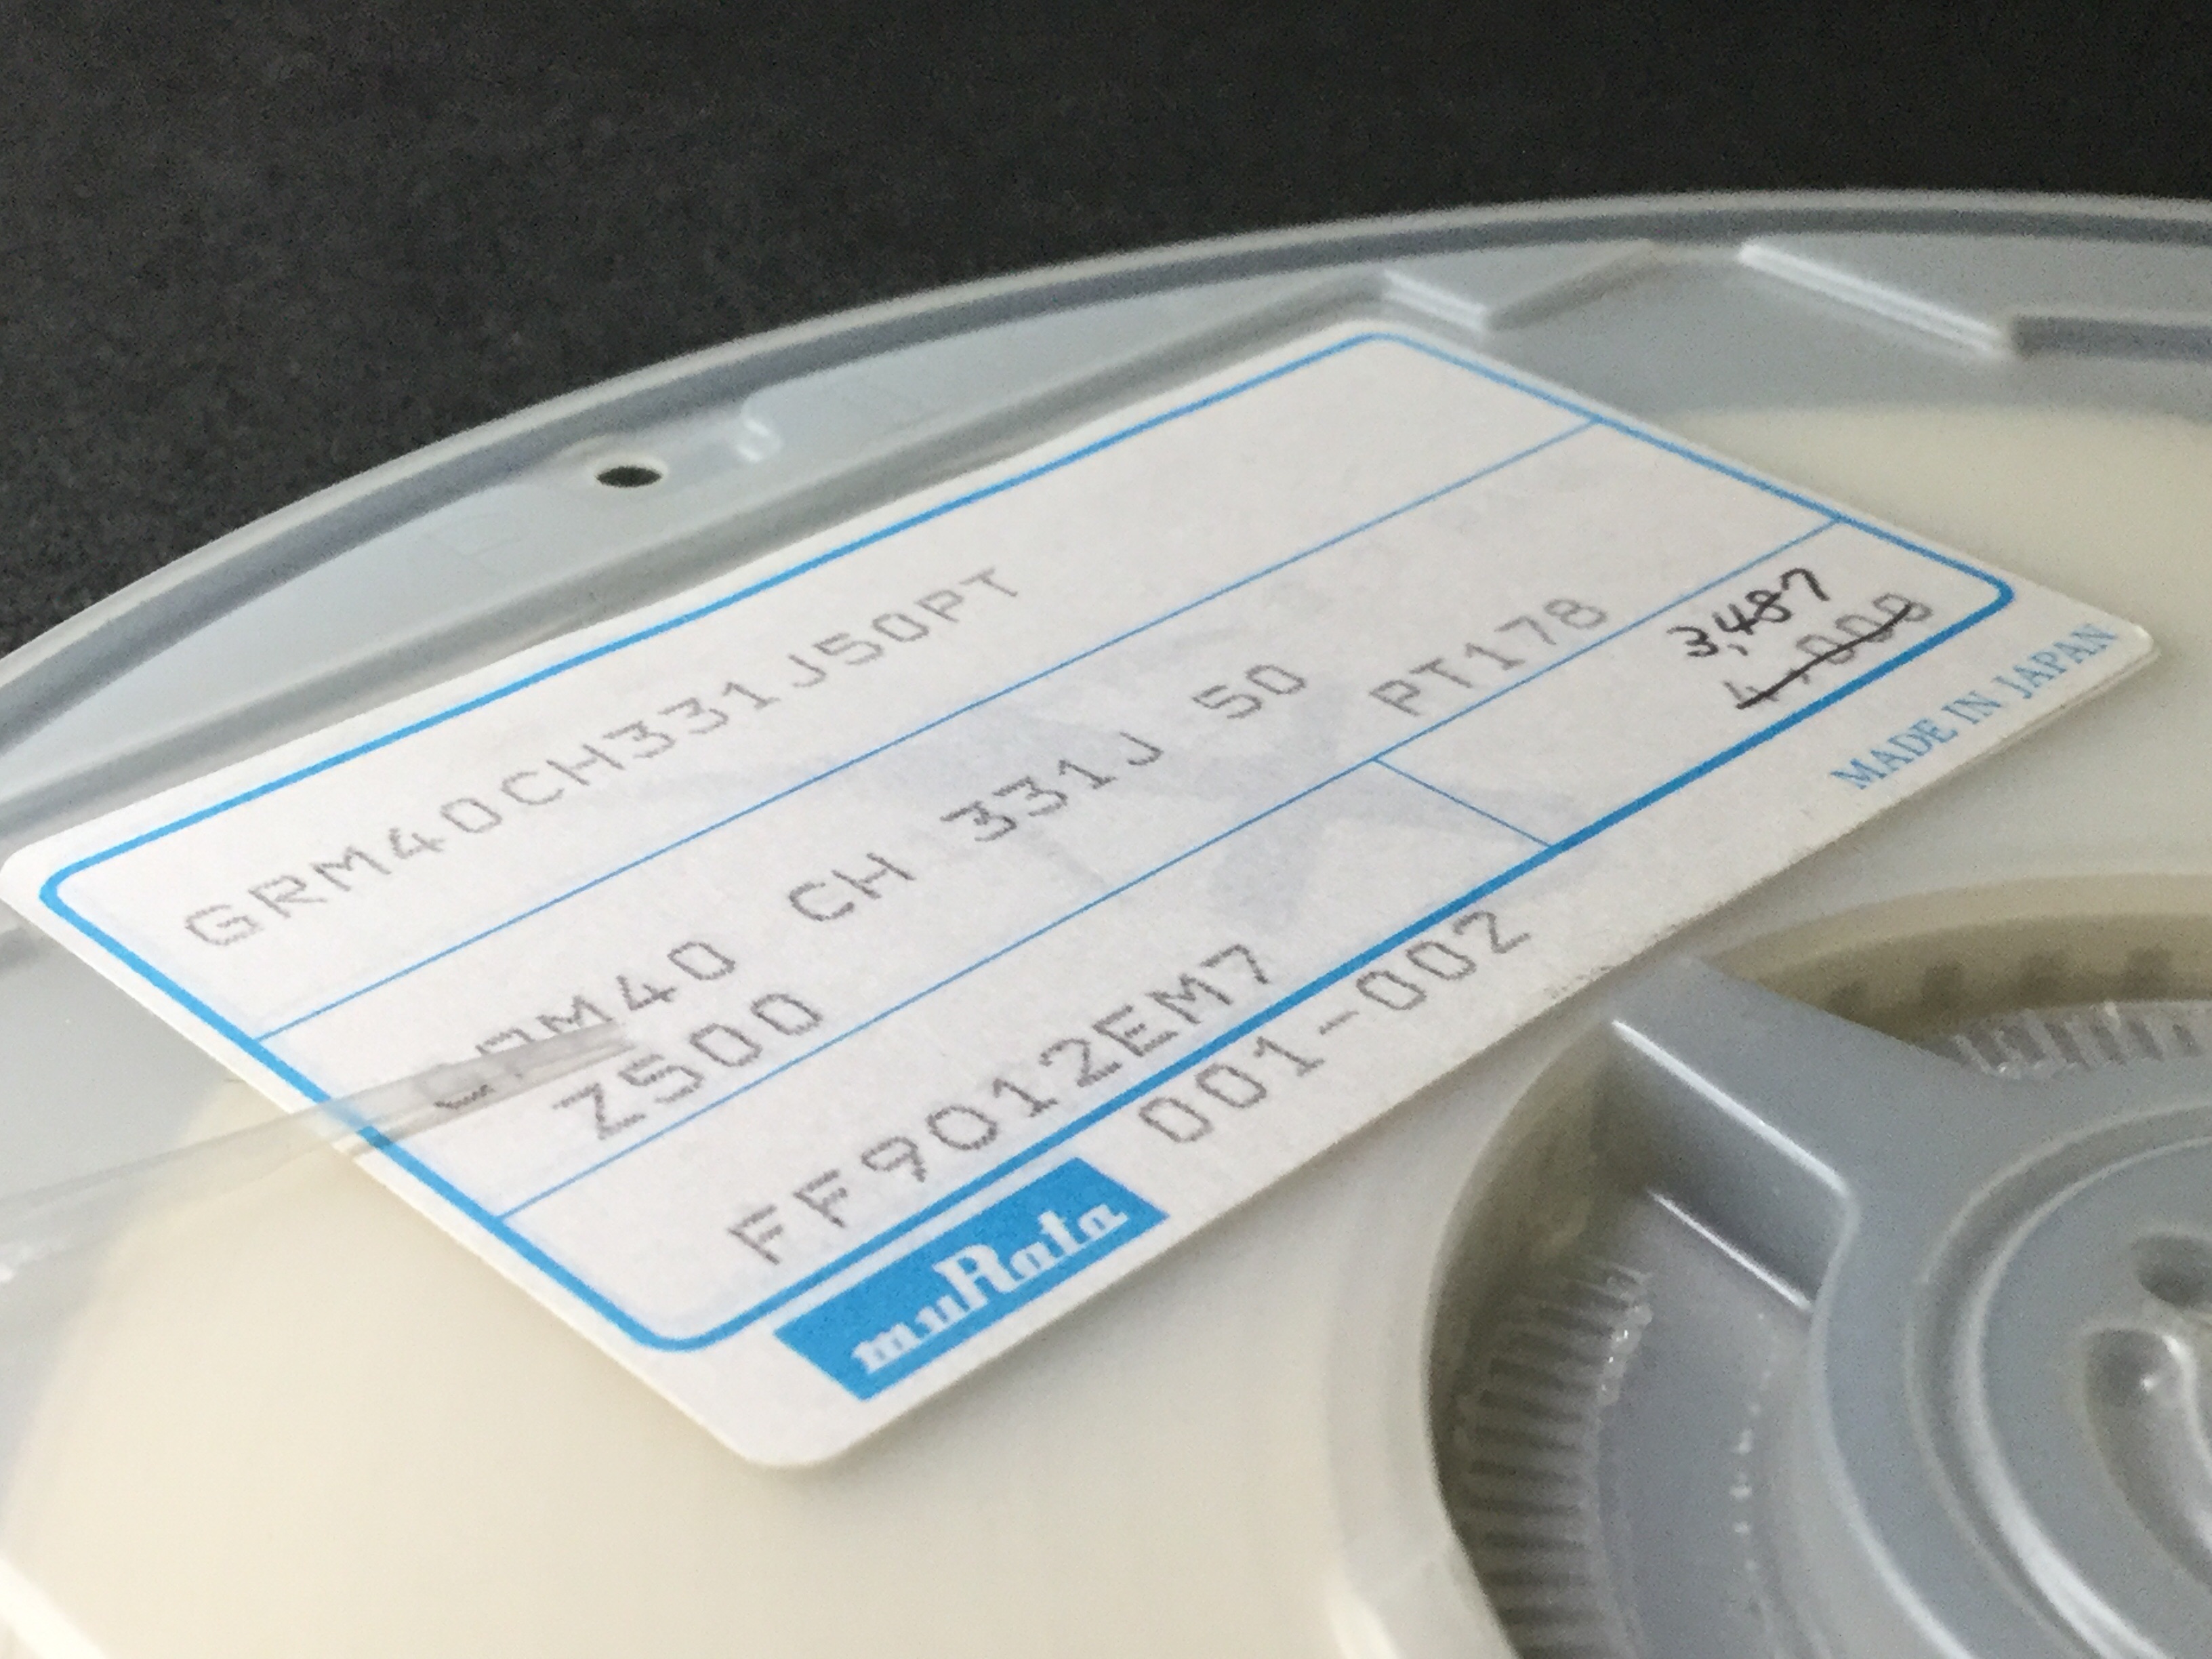 GRM40CH331J50PT
GRM40 CH 331J 50 PT178
Z500
3,487
4,000
FF9012EM7
muRata 001-002
MADE IN JAPAN